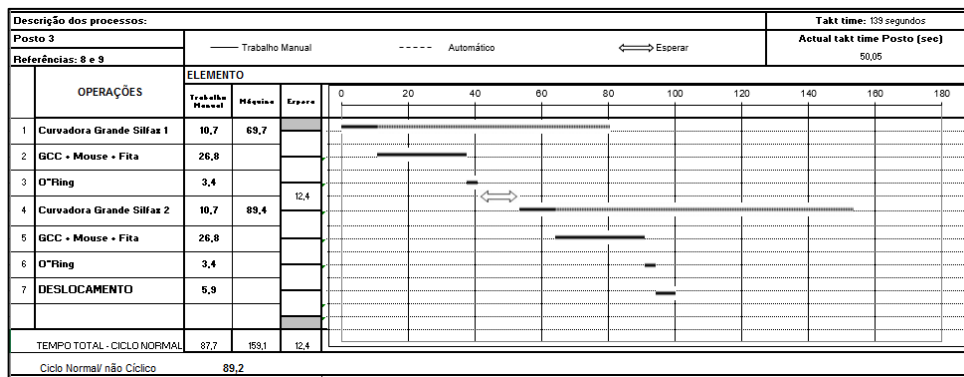 Descrição dos processos:
Takt time: 139 segundos
Posto 3
Trabalho Manual
Automático
Esperar
Actual takt time Posto (sec)
Referências: 8 e 9
50,05
ELEMENTO
OPERAÇÕES
Trabalho Manual
Máquina
Espera
0 20 40 60 80 100 120 140 160 180
1 Curvadora Grande Silfax 1 10,7 69,7
2 GCC + Mouse + Fita 26,8
3 O"Ring 3,4
12,4
4 Curvadora Grande Silfax 2 10,7 89,4
5 GCC + Mouse + Fita 26,8
6 O"Ring 3,4
7 DESLOCAMENTO 5,9
TEMPO TOTAL - CICLO NORMAL 87,7 159,1 12,4
Ciclo Normal/ não Cíclico 89,2